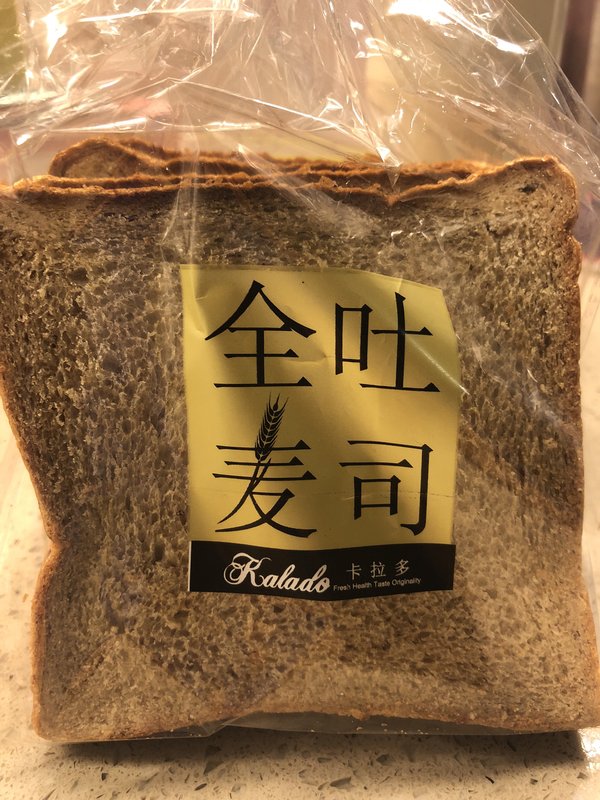 全麦
吐司
Kalado 卡拉多
Fresh Health Taste Originality